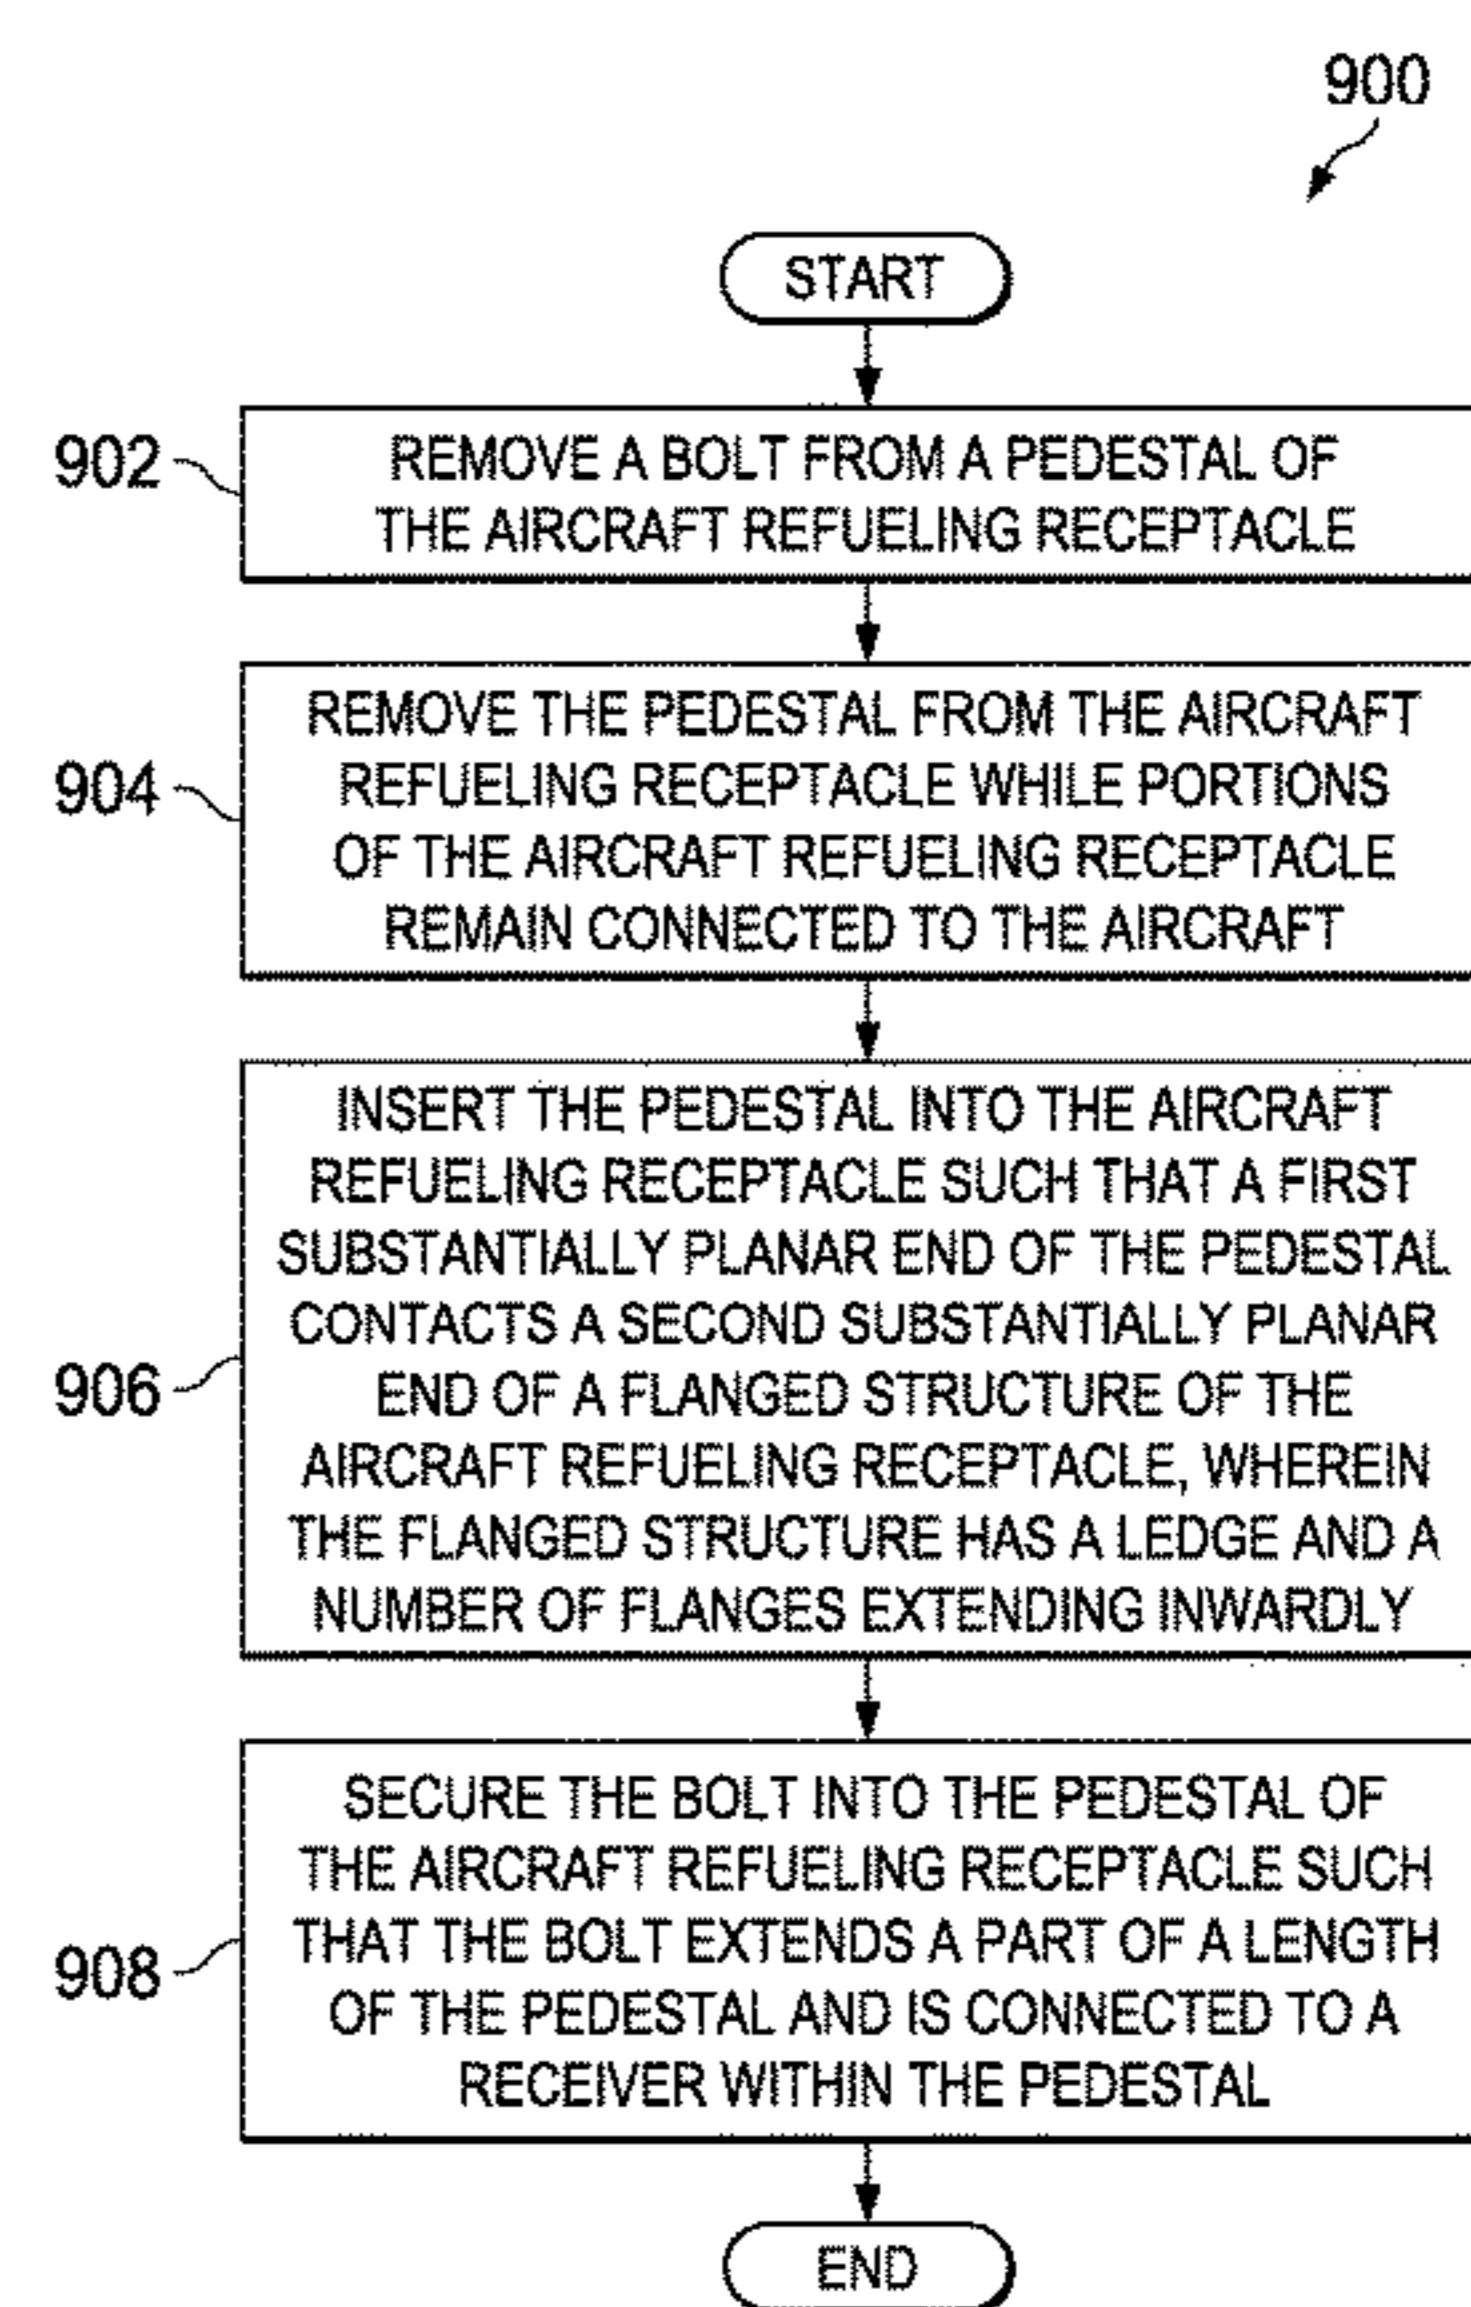 900
START
902
REMOVE A BOLT FROM A PEDESTAL OF
THE AIRCRAFT REFUELING RECEPTACLE
904
REMOVE THE PEDESTAL FROM THE AIRCRAFT
REFUELING RECEPTACLE WHILE PORTIONS
OF THE AIRCRAFT REFUELING RECEPTACLE
REMAIN CONNECTED TO THE AIRCRAFT
906
INSERT THE PEDESTAL INTO THE AIRCRAFT
REFUELING RECEPTACLE SUCH THAT A FIRST
SUBSTANTIALLY PLANAR END OF THE PEDESTAL
CONTACTS A SECOND SUBSTANTIALLY PLANAR
END OF A FLANGED STRUCTURE OF THE
AIRCRAFT REFUELING RECEPTACLE, WHEREIN
THE FLANGED STRUCTURE HAS A LEDGE AND A
NUMBER OF FLANGES EXTENDING INWARDLY
908
SECURE THE BOLT INTO THE PEDESTAL OF
THE AIRCRAFT REFUELING RECEPTACLE SUCH
THAT THE BOLT EXTENDS A PART OF A LENGTH
OF THE PEDESTAL AND IS CONNECTED TO A
RECEIVER WITHIN THE PEDESTAL
END